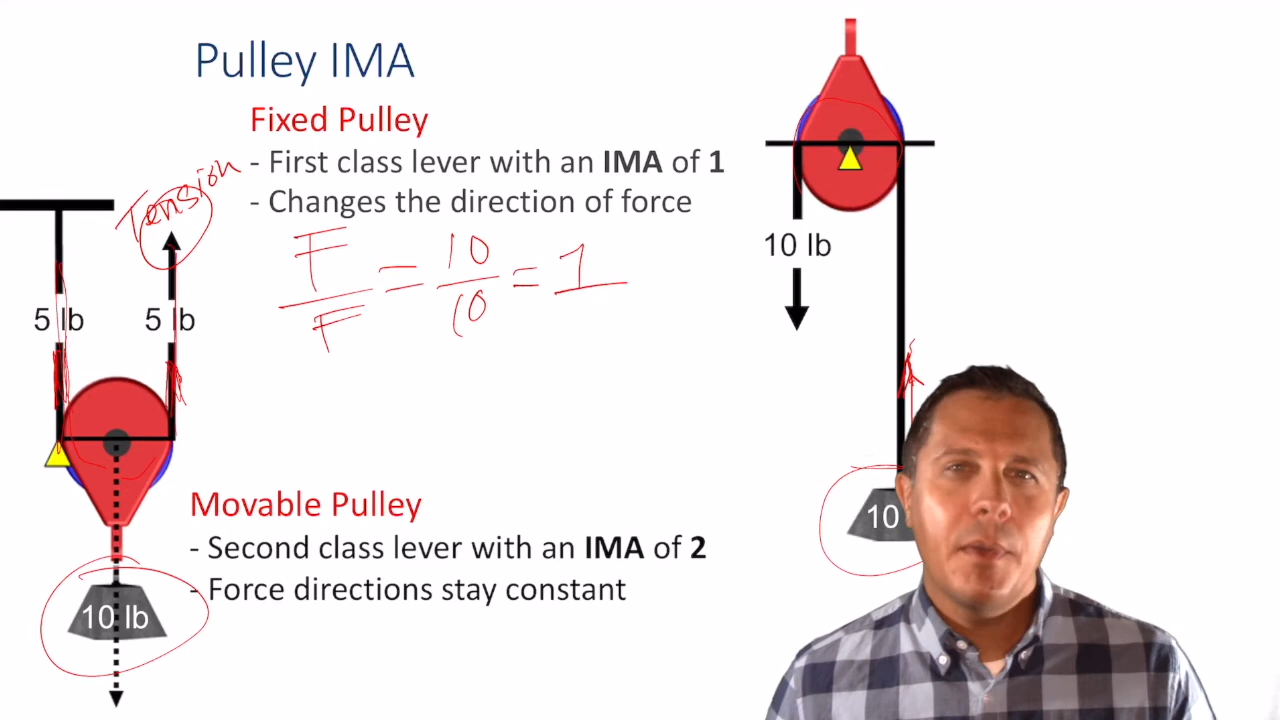 Pulley IMA
Fixed Pulley
- First class lever with an IMA of 1
- Changes the direction of force
Tension
F/F = 10/10 = 1
5 lb 5 lb
10 lb
10
Movable Pulley
- Second class lever with an IMA of 2
- Force directions stay constant
10 lb